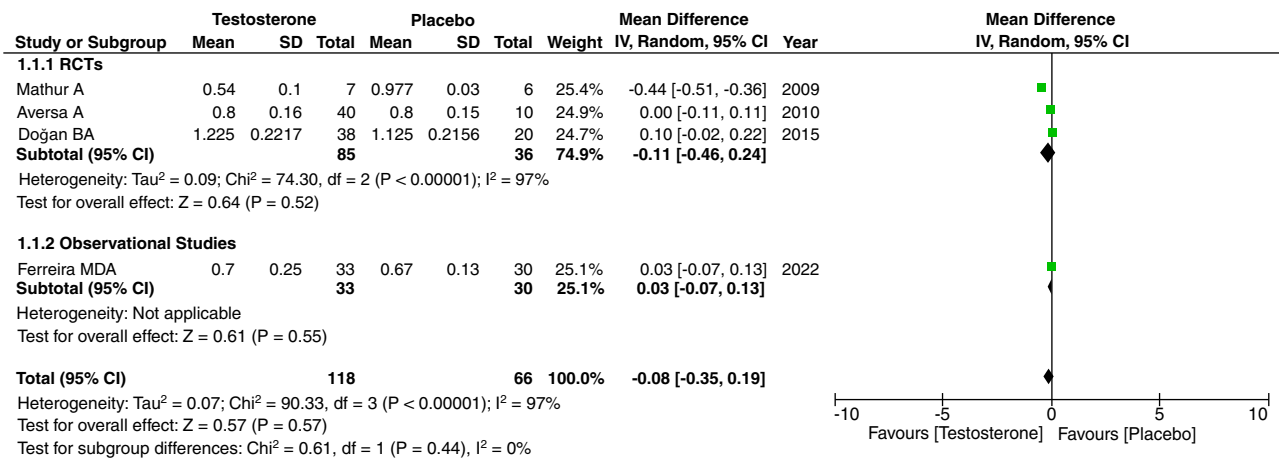 Testosterone Placebo Mean Difference Mean Difference
Study or Subgroup Mean SD Total Mean SD Total Weight IV, Random, 95% CI Year IV, Random, 95% CI
1.1.1 RCTs
Mathur A 0.54 0.1 7 0.977 0.03 6 25.4% -0.44 [-0.51, -0.36] 2009
Aversa A 0.8 0.16 40 0.8 0.15 10 24.9% 0.00 [-0.11, 0.11] 2010
Doğan BA 1.225 0.2217 38 1.125 0.2156 20 24.7% 0.10 [-0.02, 0.22] 2015
Subtotal (95% CI) 85 36 74.9% -0.11 [-0.46, 0.24]
Heterogeneity: Tau² = 0.09; Chi² = 74.30, df = 2 (P < 0.00001); I² = 97%
Test for overall effect: Z = 0.64 (P = 0.52)
1.1.2 Observational Studies
Ferreira MDA 0.7 0.25 33 0.67 0.13 30 25.1% 0.03 [-0.07, 0.13] 2022
Subtotal (95% CI) 33 30 25.1% 0.03 [-0.07, 0.13]
Heterogeneity: Not applicable
Test for overall effect: Z = 0.61 (P = 0.55)
Total (95% CI) 118 66 100.0% -0.08 [-0.35, 0.19]
Heterogeneity: Tau² = 0.07; Chi² = 90.33, df = 3 (P < 0.00001); I² = 97%
Test for overall effect: Z = 0.57 (P = 0.57)
Test for subgroup differences: Chi² = 0.61, df = 1 (P = 0.44), I² = 0%
-10 -5 0 5 10
Favours [Testosterone] Favours [Placebo]